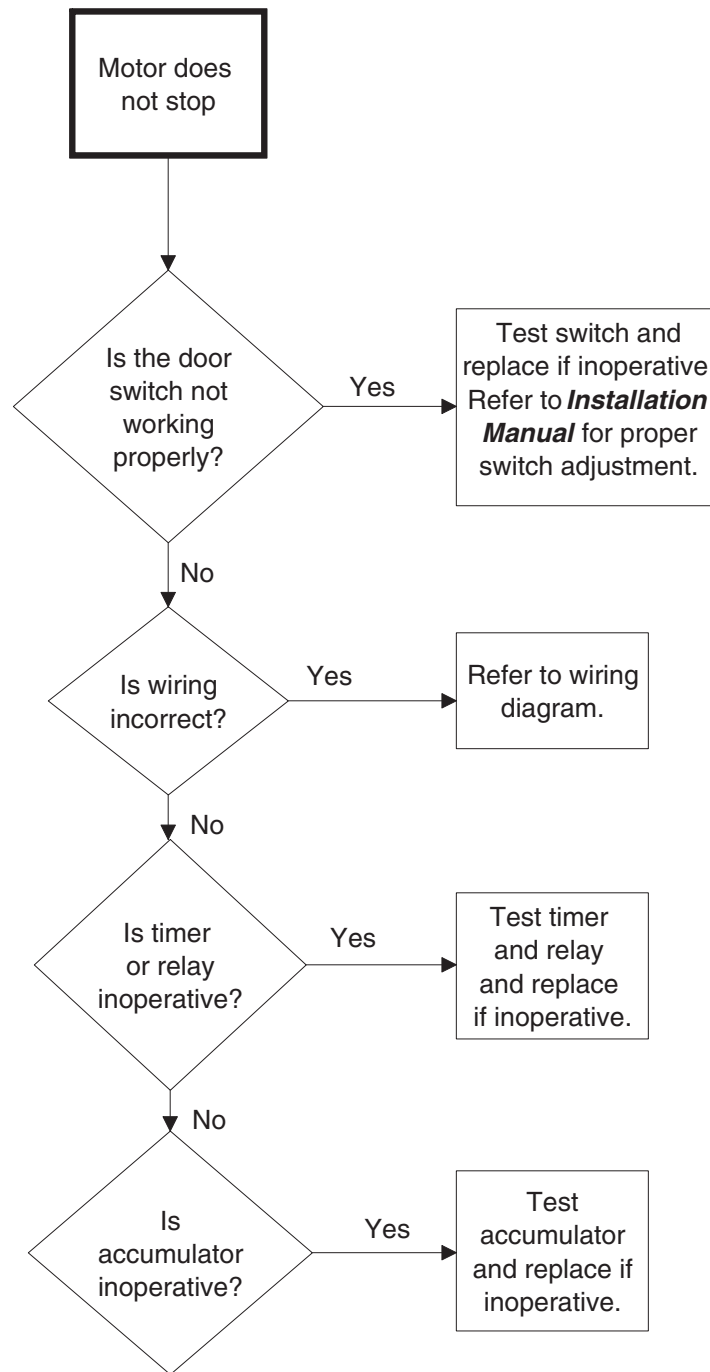 Motor does
not stop
Is the door
switch not
working
properly?
Yes
Test switch and
replace if inoperative
Refer to Installation
Manual for proper
switch adjustment.
No
Is wiring
incorrect?
Yes
Refer to wiring
diagram.
No
Is timer
or relay
inoperative?
Yes
Test timer
and relay
and replace
if inoperative.
No
Is
accumulator
inoperative?
Yes
Test
accumulator
and replace if
inoperative.